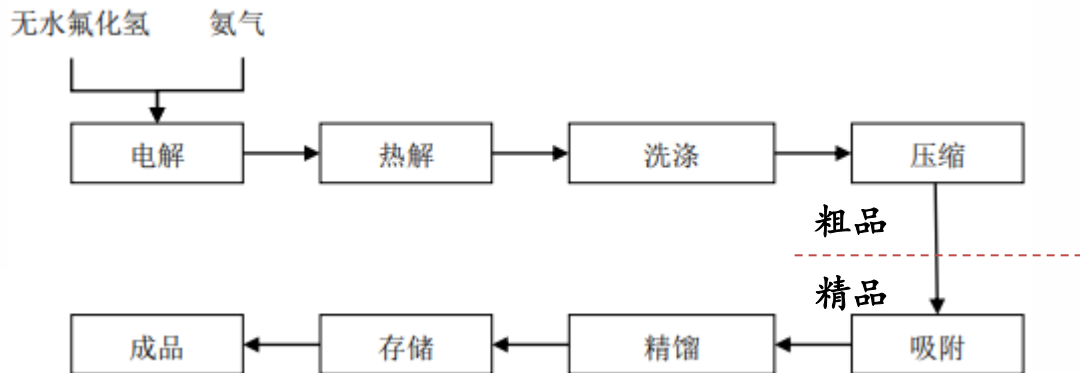 无水氟化氢 氨气
电解 热解 洗涤 压缩
粗品
精品
成品 存储 精馏 吸附